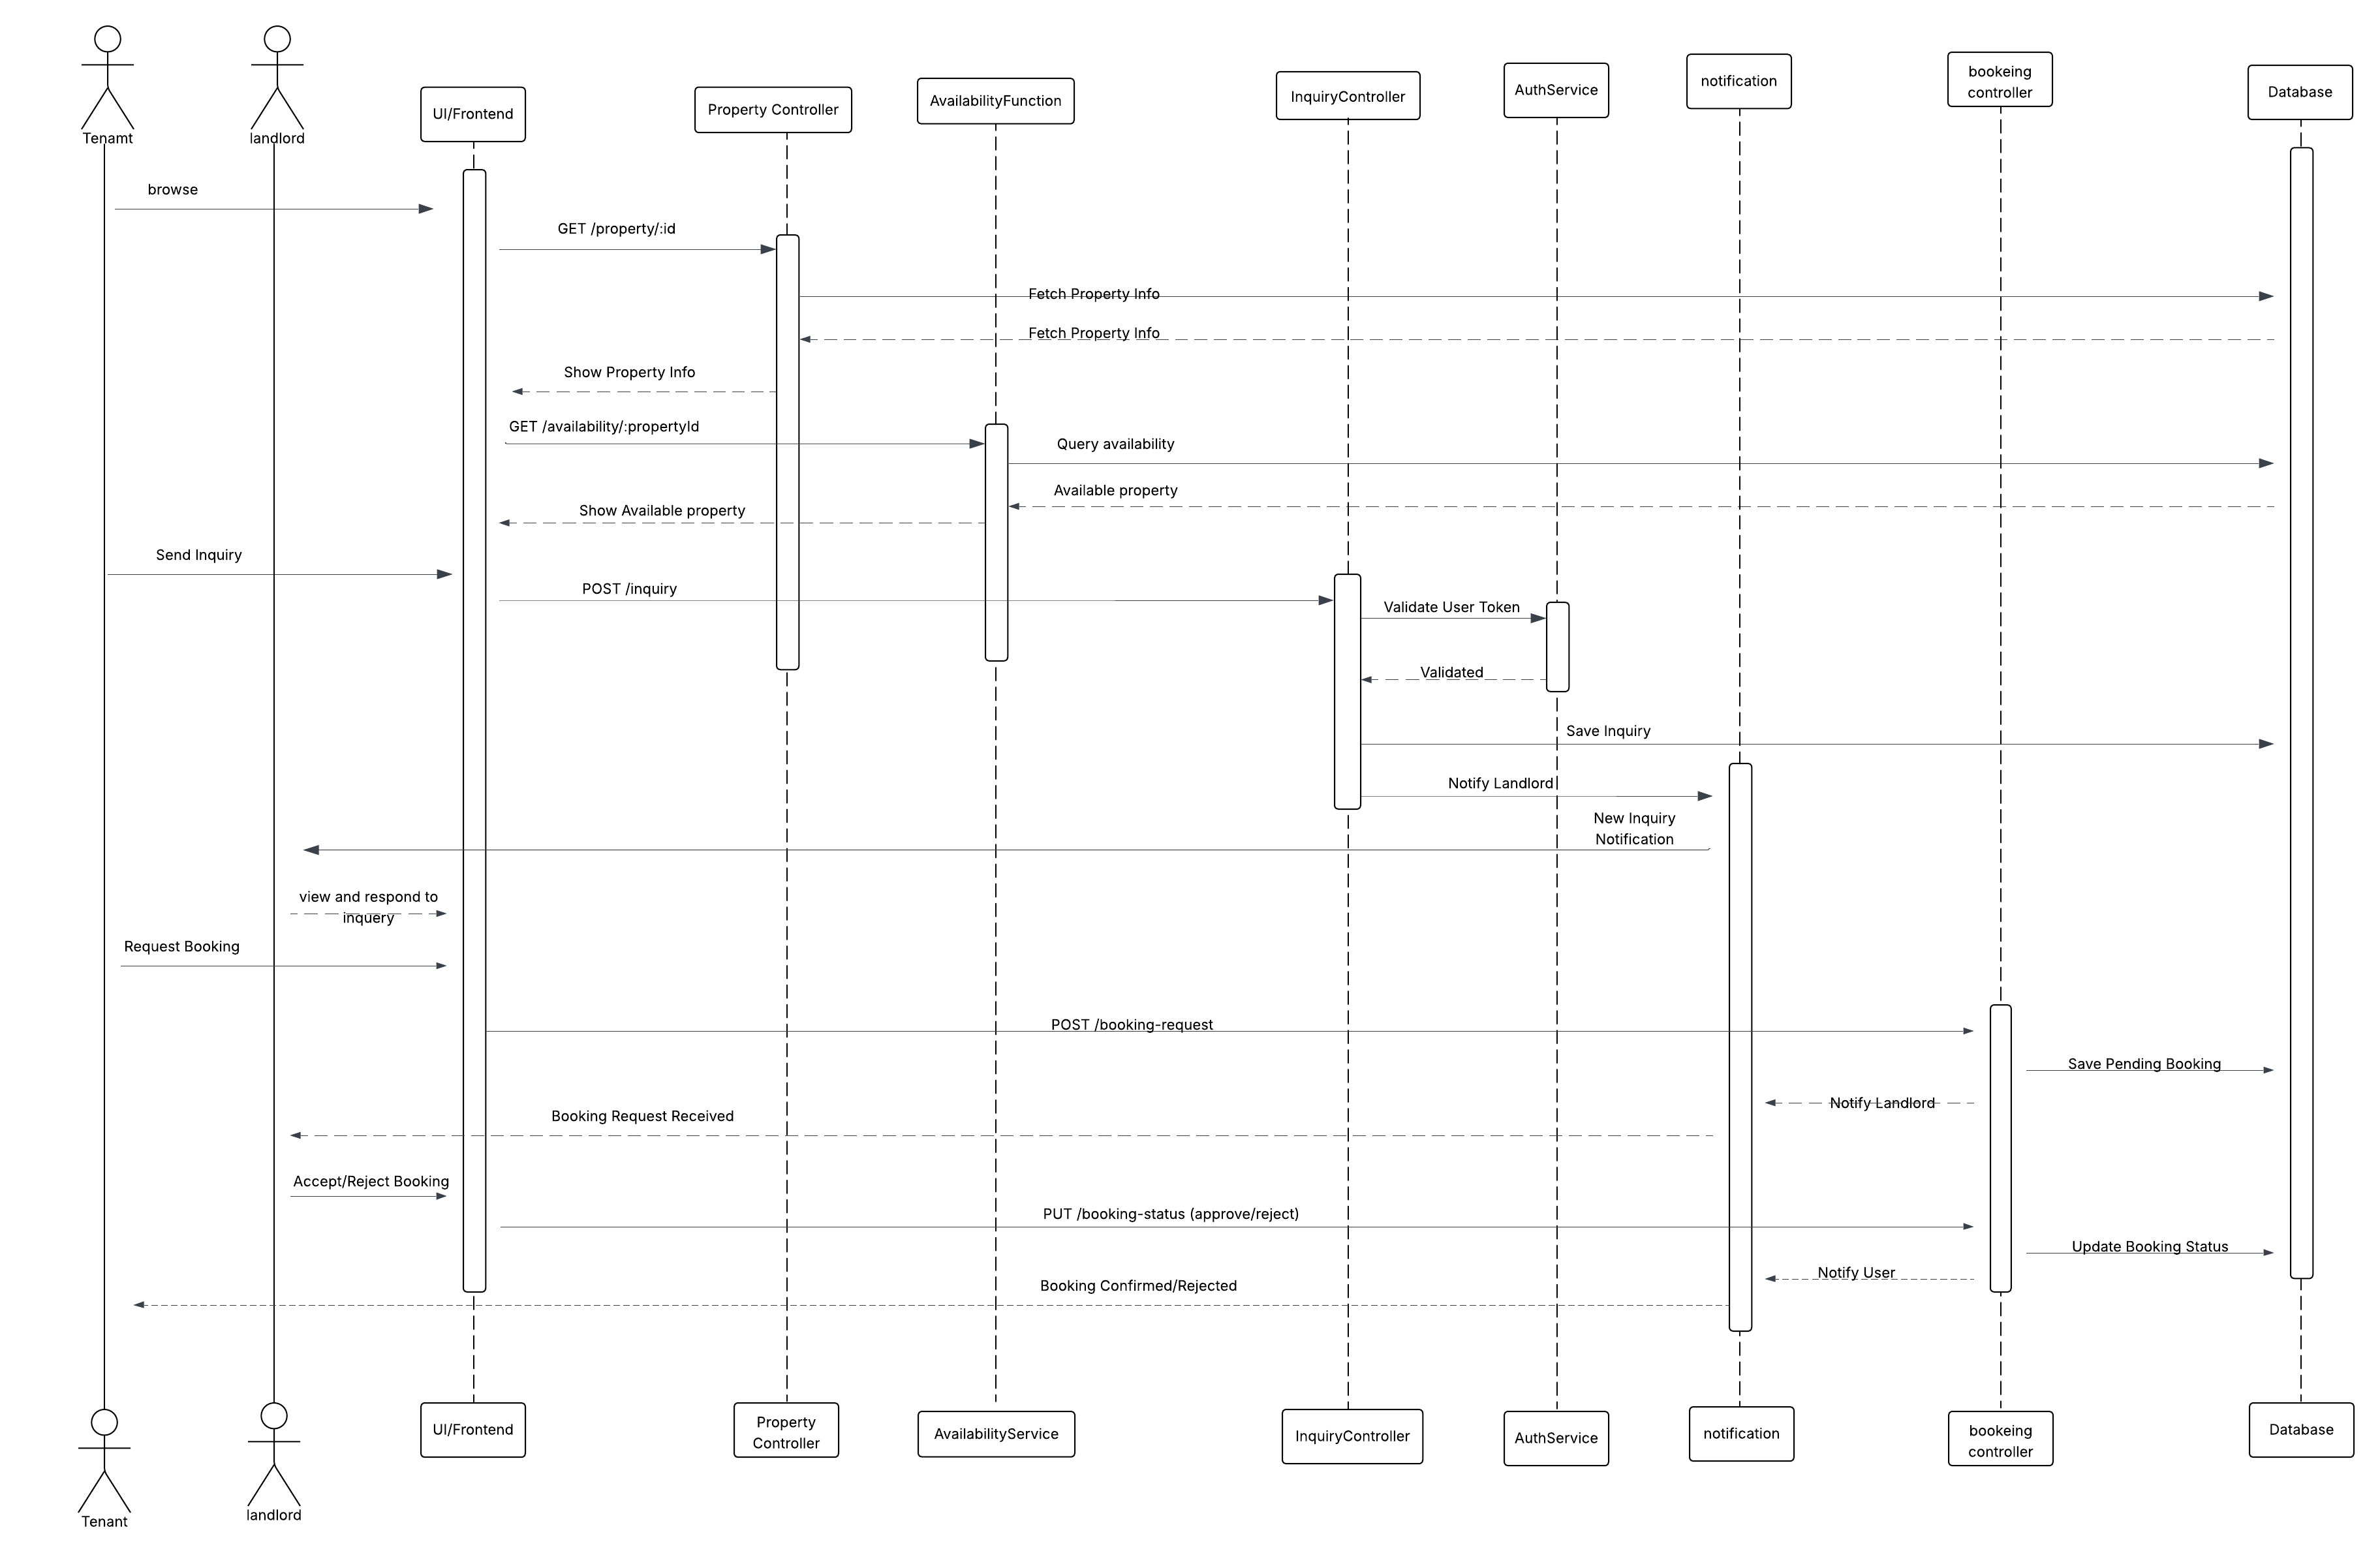 Tenamt
landlord
UI/Frontend
Property Controller
AvailabilityFunction
InquiryController
AuthService
notification
bookeing
controller
Database
browse
GET /property/:id
Fetch Property Info
Fetch Property Info
Show Property Info
GET /availability/:propertyId
Query availability
Available property
Show Available property
Send Inquiry
POST /inquiry
Validate User Token
Validated
Save Inquiry
Notify Landlord
New Inquiry
Notification
view and respond to
inquery
Request Booking
POST /booking-request
Save Pending Booking
Notify Landlord
Booking Request Received
Accept/Reject Booking
PUT /booking-status (approve/reject)
Update Booking Status
Notify User
Booking Confirmed/Rejected
Tenant
landlord
UI/Frontend
Property
Controller
AvailabilityService
InquiryController
AuthService
notification
bookeing
controller
Database